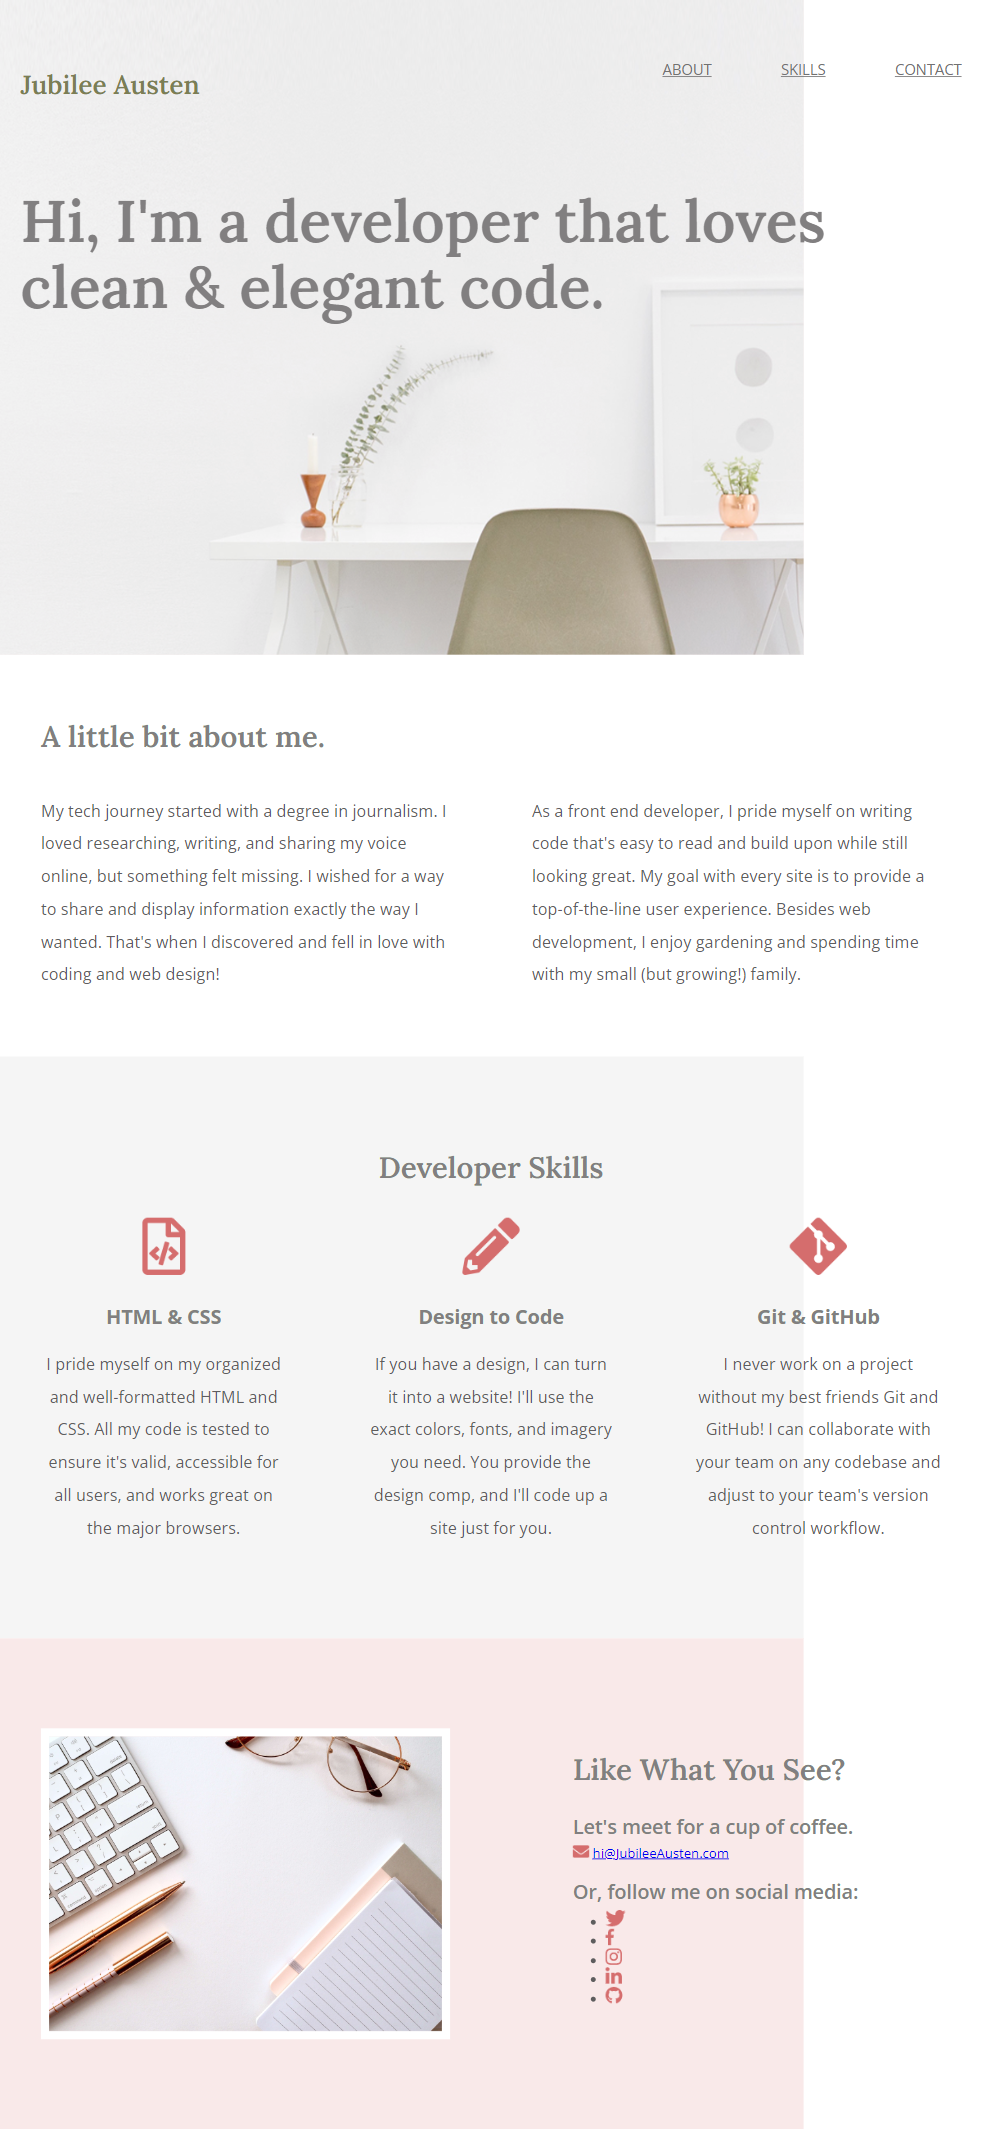 Jubilee Austen
ABOUT SKILLS CONTACT
Hi, I'm a developer that loves
clean & elegant code.
A little bit about me.
My tech journey started with a degree in journalism. I
loved researching, writing, and sharing my voice
online, but something felt missing. I wished for a way
to share and display information exactly the way I
wanted. That's when I discovered and fell in love with
coding and web design!
As a front end developer, I pride myself on writing
code that's easy to read and build upon while still
looking great. My goal with every site is to provide a
top-of-the-line user experience. Besides web
development, I enjoy gardening and spending time
with my small (but growing!) family.
Developer Skills
HTML & CSS
I pride myself on my organized
and well-formatted HTML and
CSS. All my code is tested to
ensure it's valid, accessible for
all users, and works great on
the major browsers.
Design to Code
If you have a design, I can turn
it into a website! I'll use the
exact colors, fonts, and imagery
you need. You provide the
design comp, and I'll code up a
site just for you.
Git & GitHub
I never work on a project
without my best friends Git and
GitHub! I can collaborate with
your team on any codebase and
adjust to your team's version
control workflow.
Like What You See?
Let's meet for a cup of coffee.
hi@JubileeAusten.com
Or, follow me on social media: